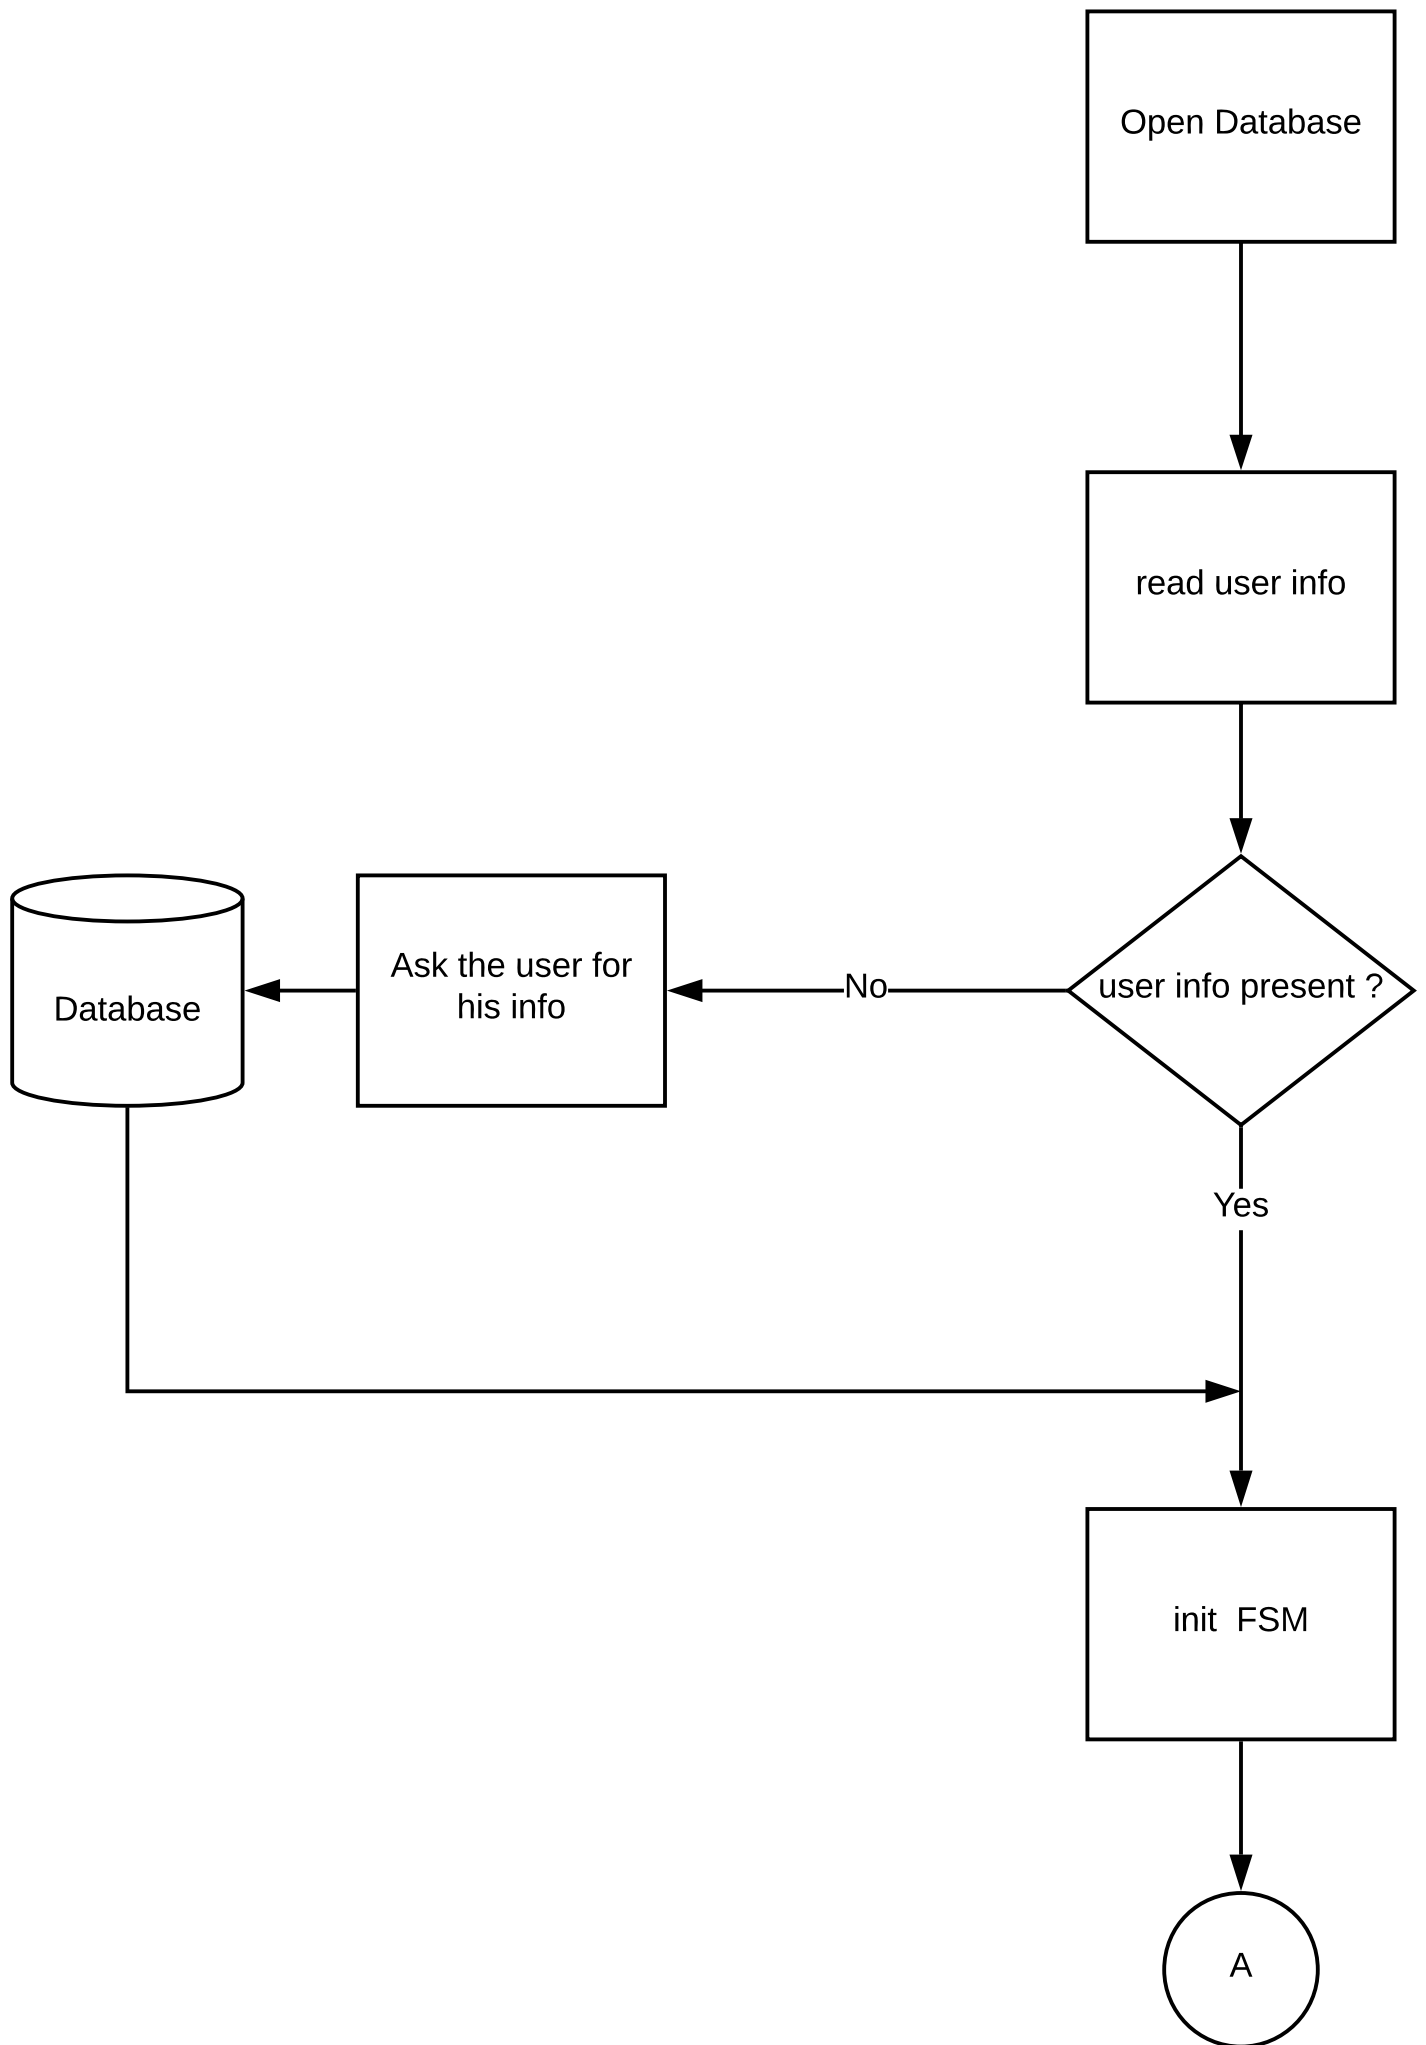 Open Database
read user info
user info present ?
No
Ask the user for
his info
Database
Yes
init  FSM
A